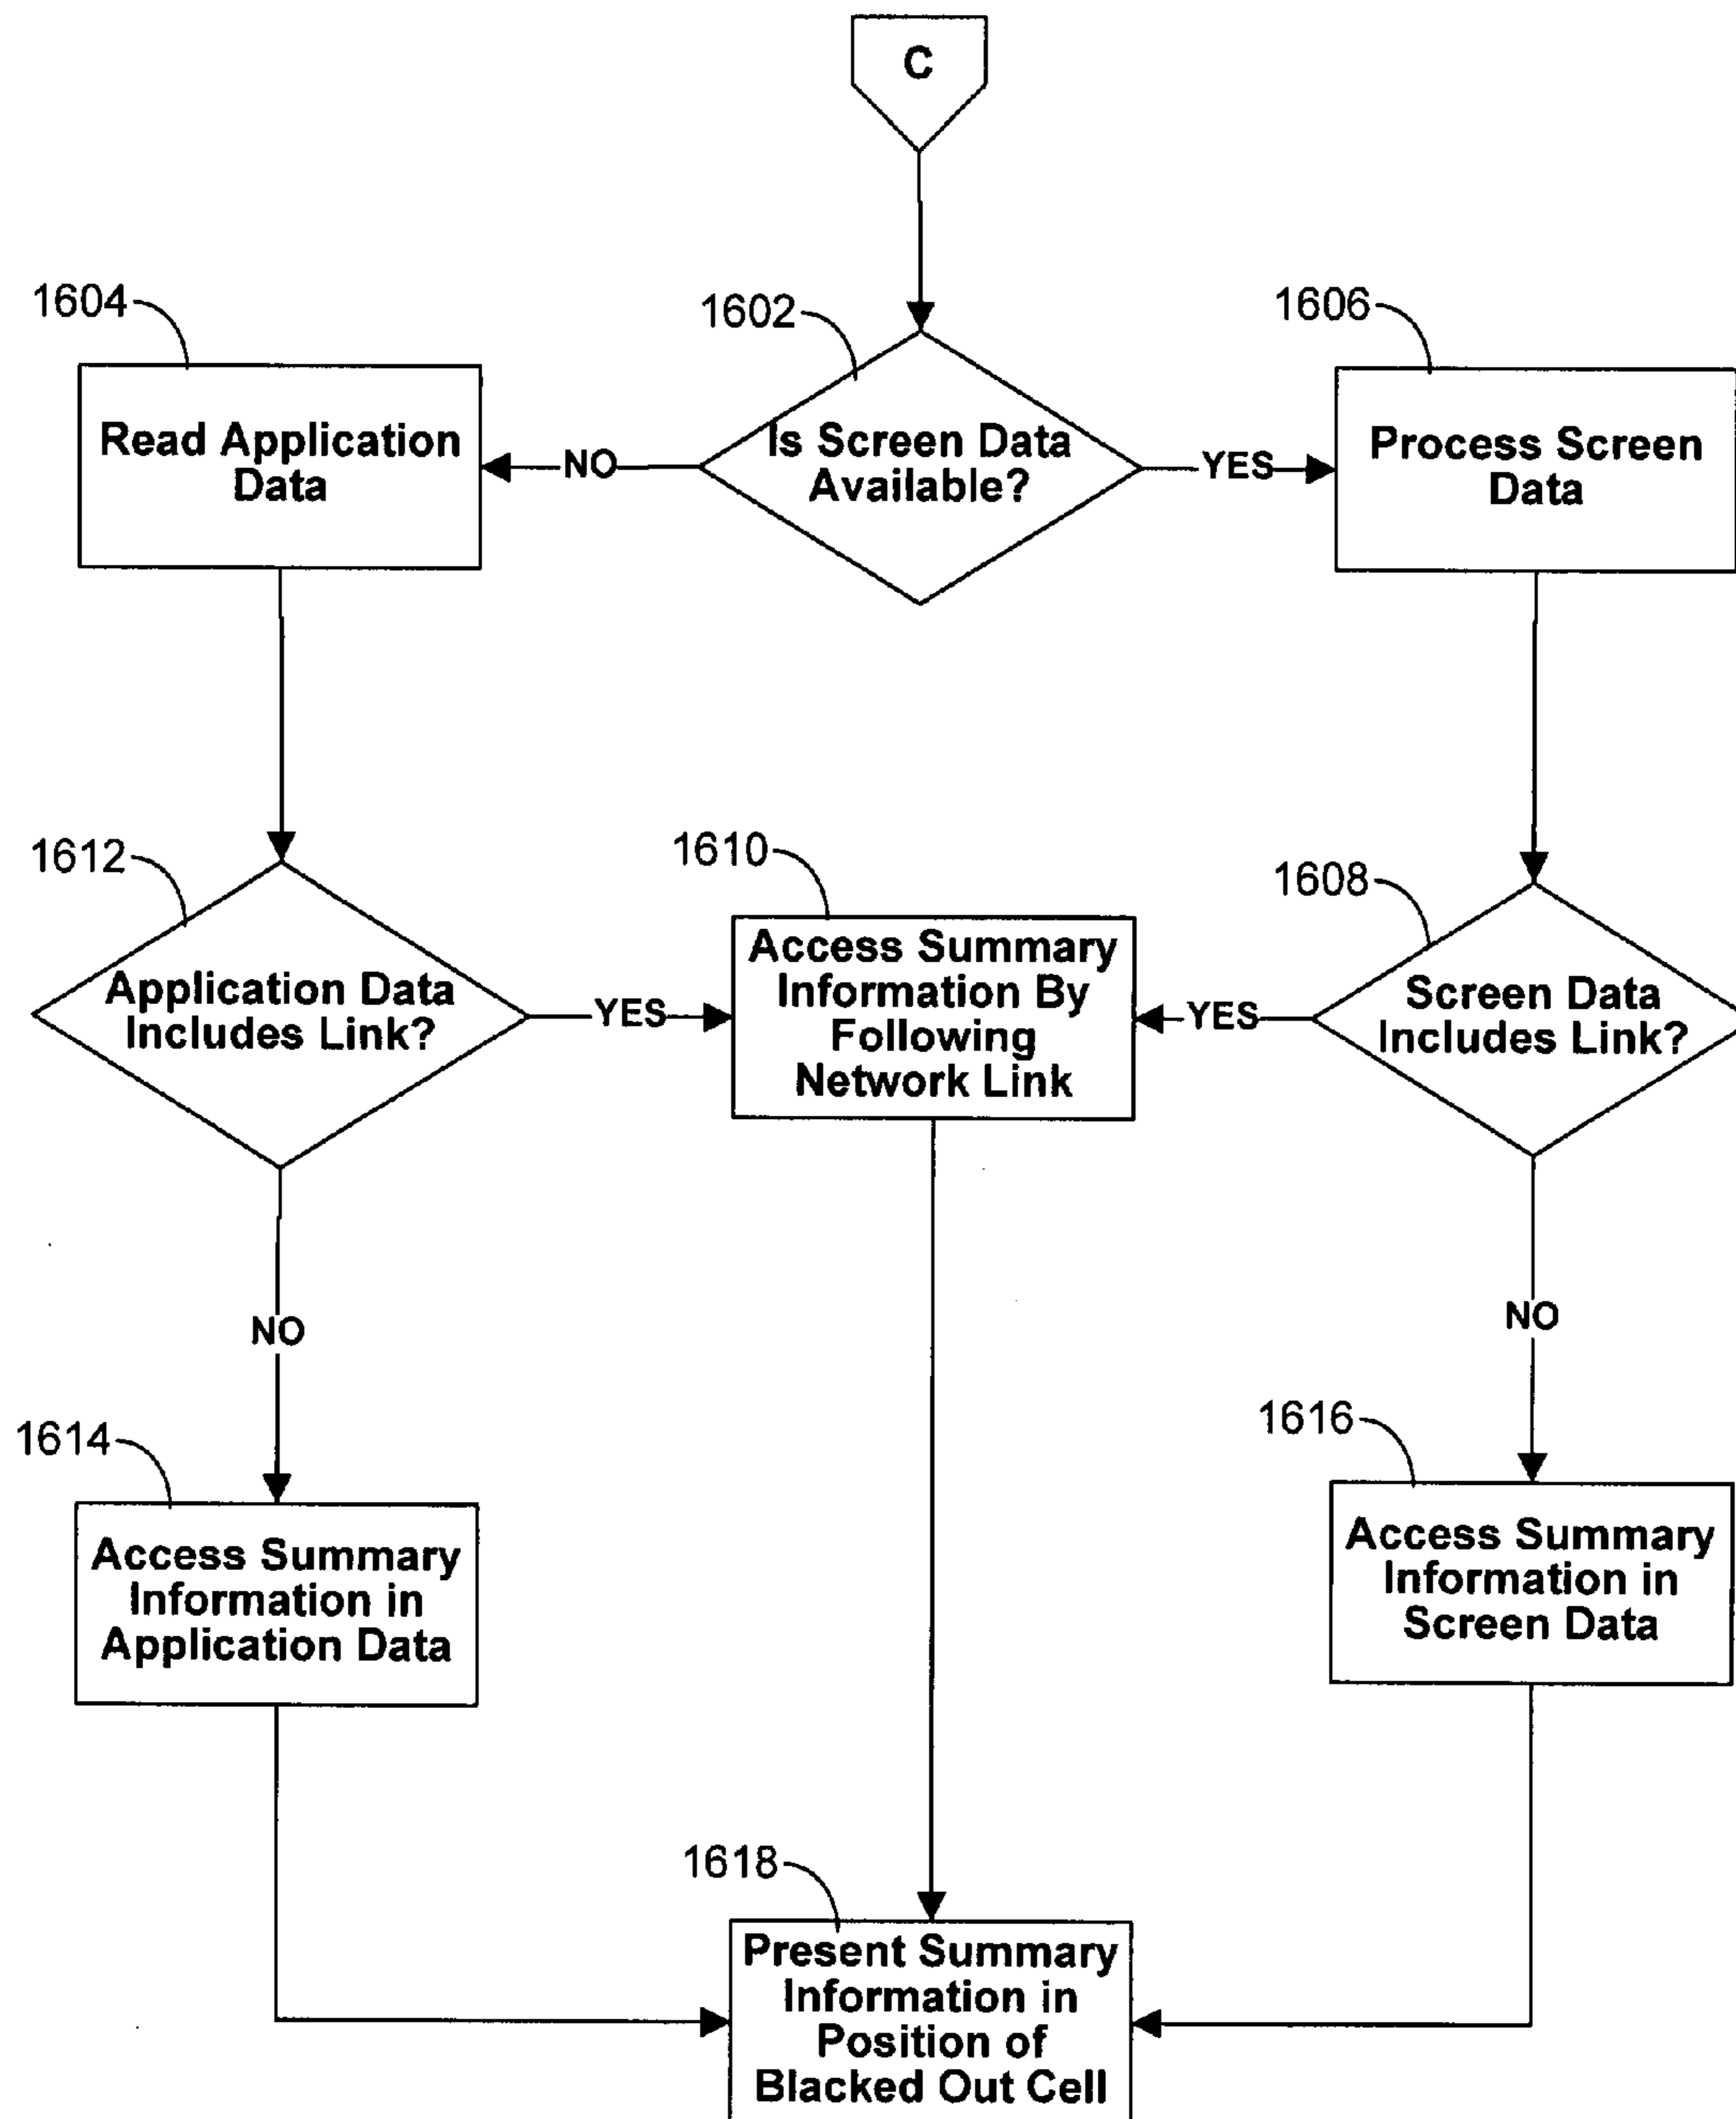 C
1604
1602
1606
Read Application
Data
NO
Is Screen Data
Available?
YES
Process Screen
Data
1612
1610
1608
Application Data
Includes Link?
YES
Access Summary
Information By
Following
Network Link
YES
Screen Data
Includes Link?
NO
NO
1614
1616
Access Summary
Information in
Application Data
Access Summary
Information in
Screen Data
1618
Present Summary
Information in
Position of
Blacked Out Cell